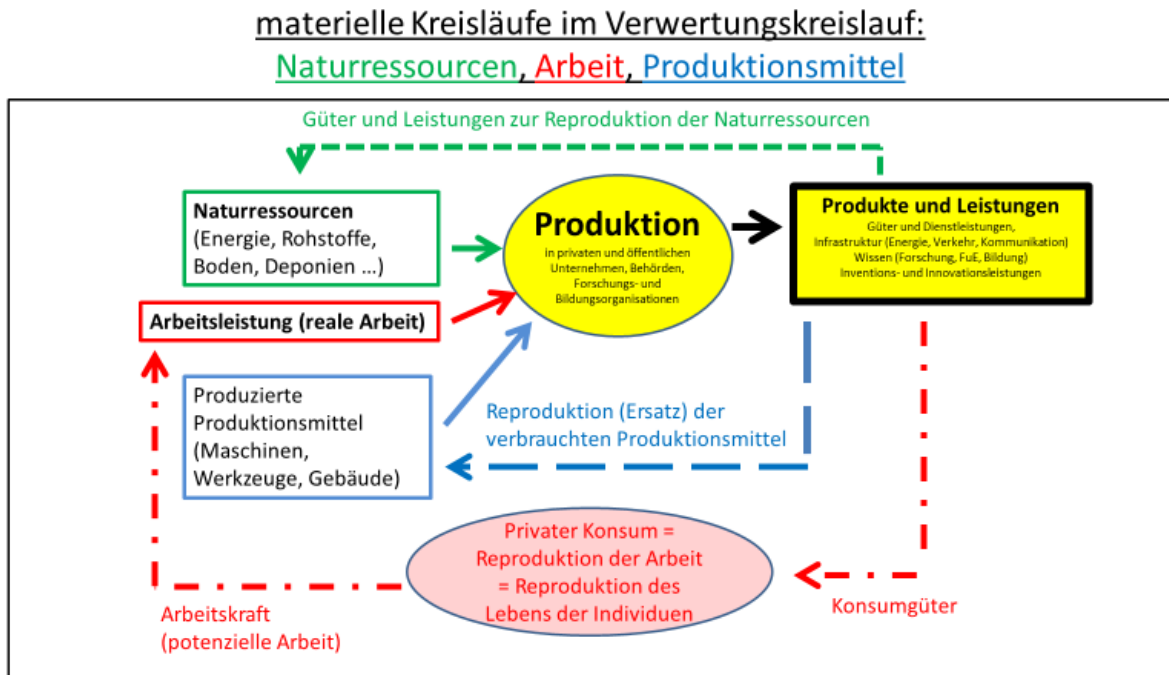 materielle Kreisläufe im Verwertungskreislauf:
Naturressourcen, Arbeit, Produktionsmittel
Güter und Leistungen zur Reproduktion der Naturressourcen
Naturressourcen
(Energie, Rohstoffe,
Boden, Deponien ...)
Produktion
in privaten und öffentlichen
Unternehmen, Behörden,
Forschungs- und
Bildungsorganisationen
Produkte und Leistungen
Güter und Dienstleistungen,
Infrastruktur (Energie, Verkehr, Kommunikation)
Wissen (Forschung, FuE, Bildung)
Inventions- und Innovationsleistungen
Arbeitsleistung (reale Arbeit)
Produzierte
Produktionsmittel
(Maschinen,
Werkzeuge, Gebäude)
Reproduktion (Ersatz) der
verbrauchten Produktionsmittel
Privater Konsum =
Reproduktion der Arbeit
= Reproduktion des
Lebens der Individuen
Arbeitskraft
(potenzielle Arbeit)
Konsumgüter